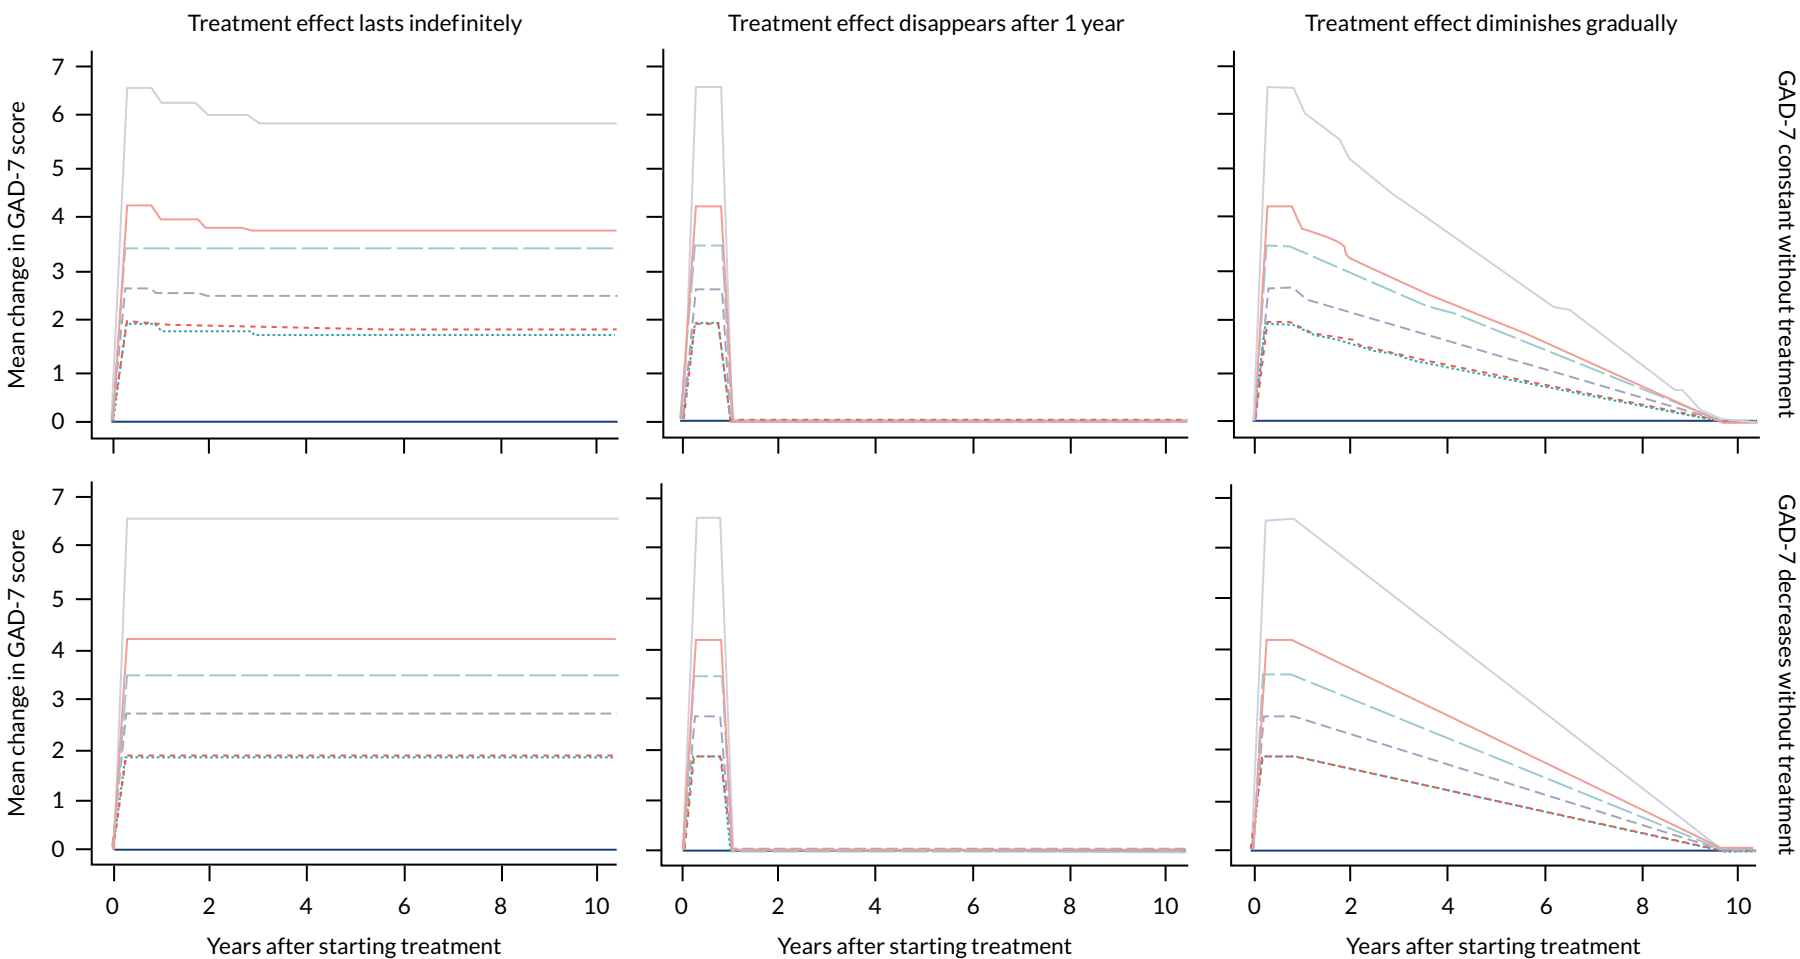 Treatment effect lasts indefinitely
Treatment effect disappears after 1 year
Treatment effect diminishes gradually
Mean change in GAD-7 score
7
6
5
4
3
2
1
0
GAD-7 constant without treatment
Mean change in GAD-7 score
7
6
5
4
3
2
1
0
GAD-7 decreases without treatment
0 2 4 6 8 10
0 2 4 6 8 10
0 2 4 6 8 10
Years after starting treatment
Years after starting treatment
Years after starting treatment